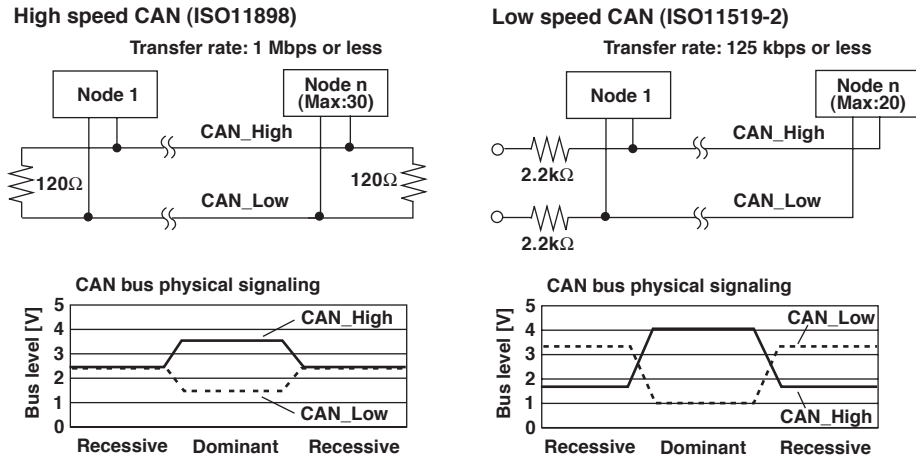 High speed CAN (ISO11898)
Transfer rate: 1 Mbps or less
Node 1
Node n
(Max:30)
CAN_High
120Ω
120Ω
CAN_Low
CAN bus physical signaling
Bus level [V]
5
4
3
2
1
0
CAN_High
CAN_Low
Recessive
Dominant
Recessive
Low speed CAN (ISO11519-2)
Transfer rate: 125 kbps or less
Node 1
Node n
(Max:20)
CAN_High
2.2kΩ
CAN_Low
2.2kΩ
CAN bus physical signaling
Bus level [V]
5
4
3
2
1
0
CAN_Low
CAN_High
Recessive
Dominant
Recessive